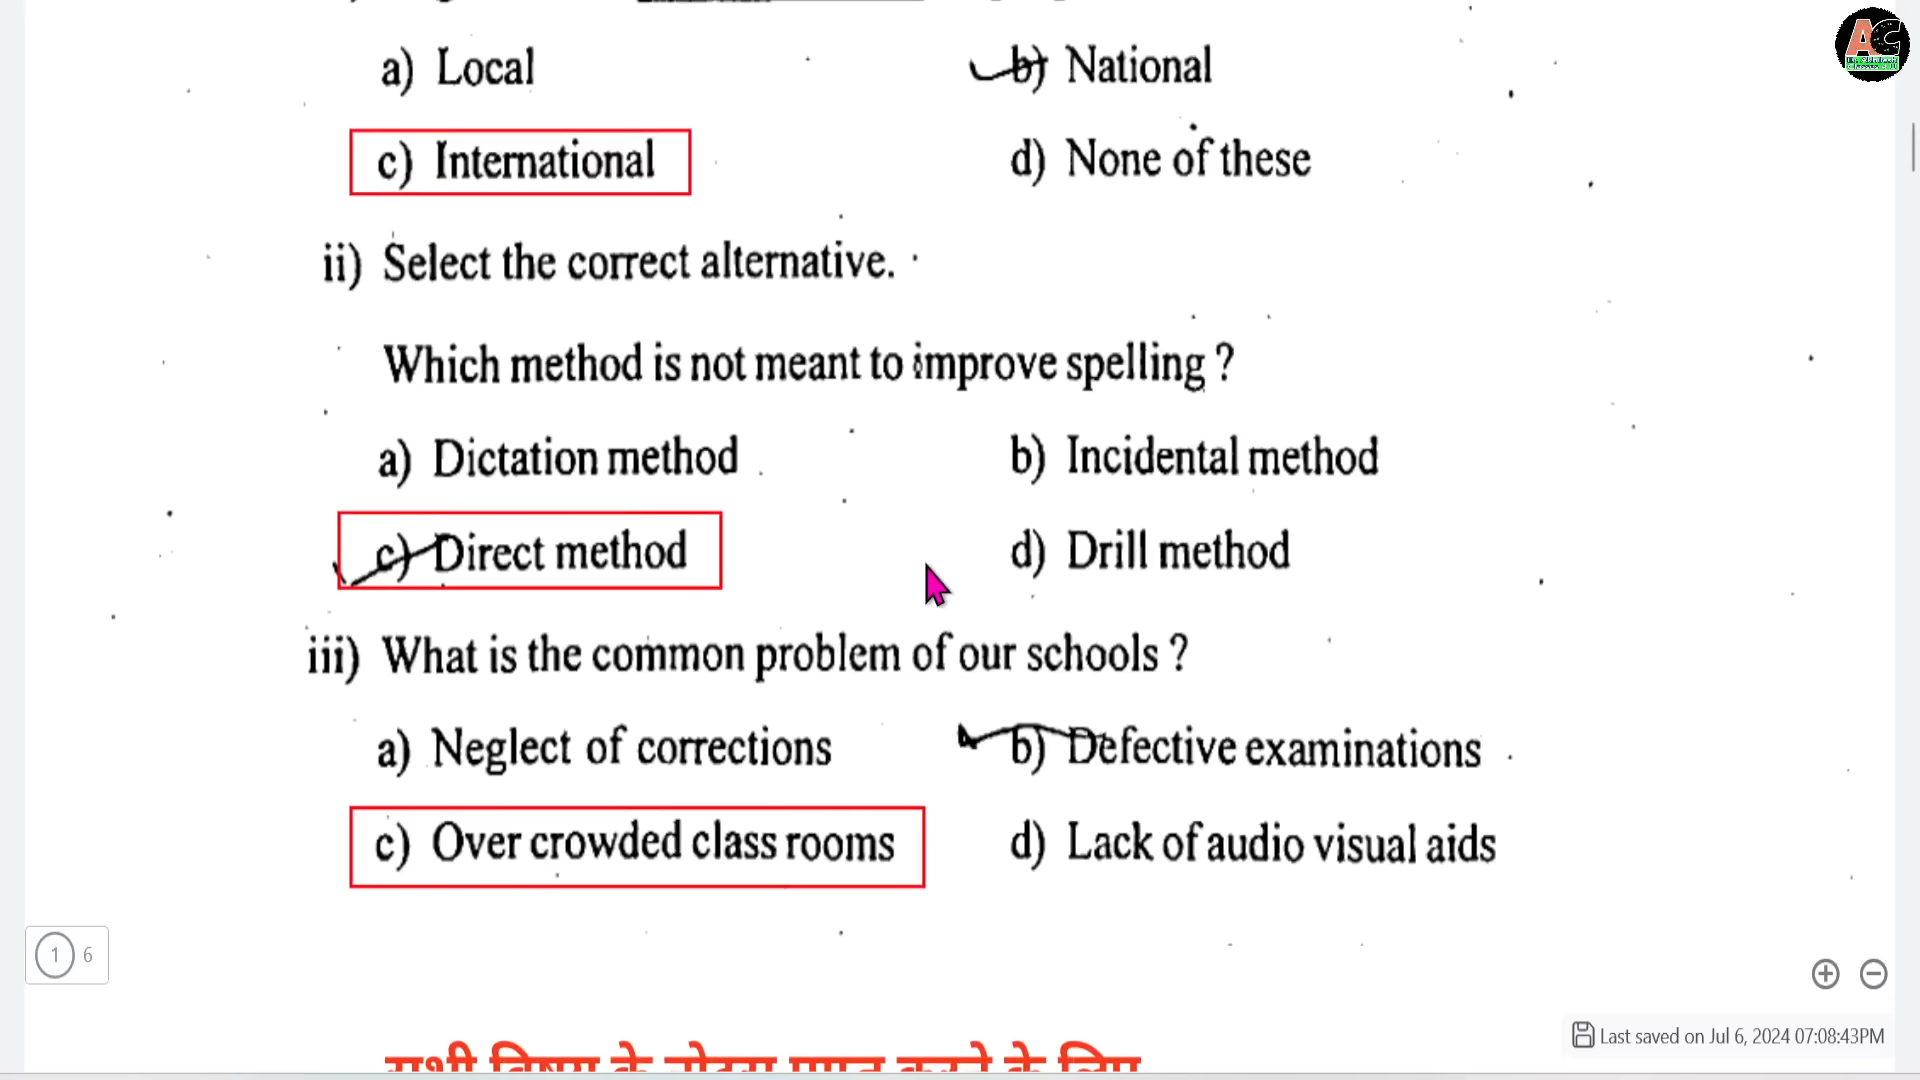 a) Local
b) National
c) International
d) None of these
ii) Select the correct alternative.
Which method is not meant to improve spelling ?
a) Dictation method
b) Incidental method
c) Direct method
d) Drill method
iii) What is the common problem of our schools ?
a) Neglect of corrections
b) Defective examinations
c) Over crowded class rooms
d) Lack of audio visual aids
1 6
Last saved on Jul 6, 2024 07:08:43PM
AC